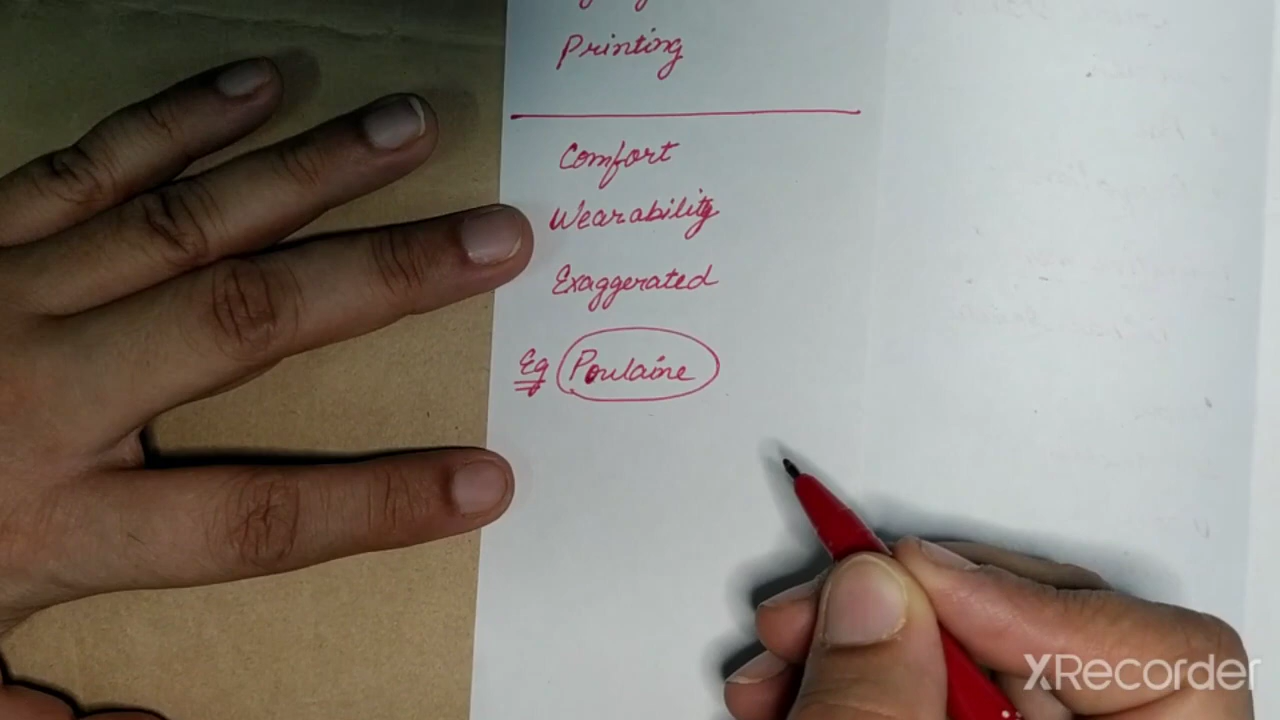 Printing
Comfort
Wearability
Exaggerated
Eg Poulaine
XRecorder